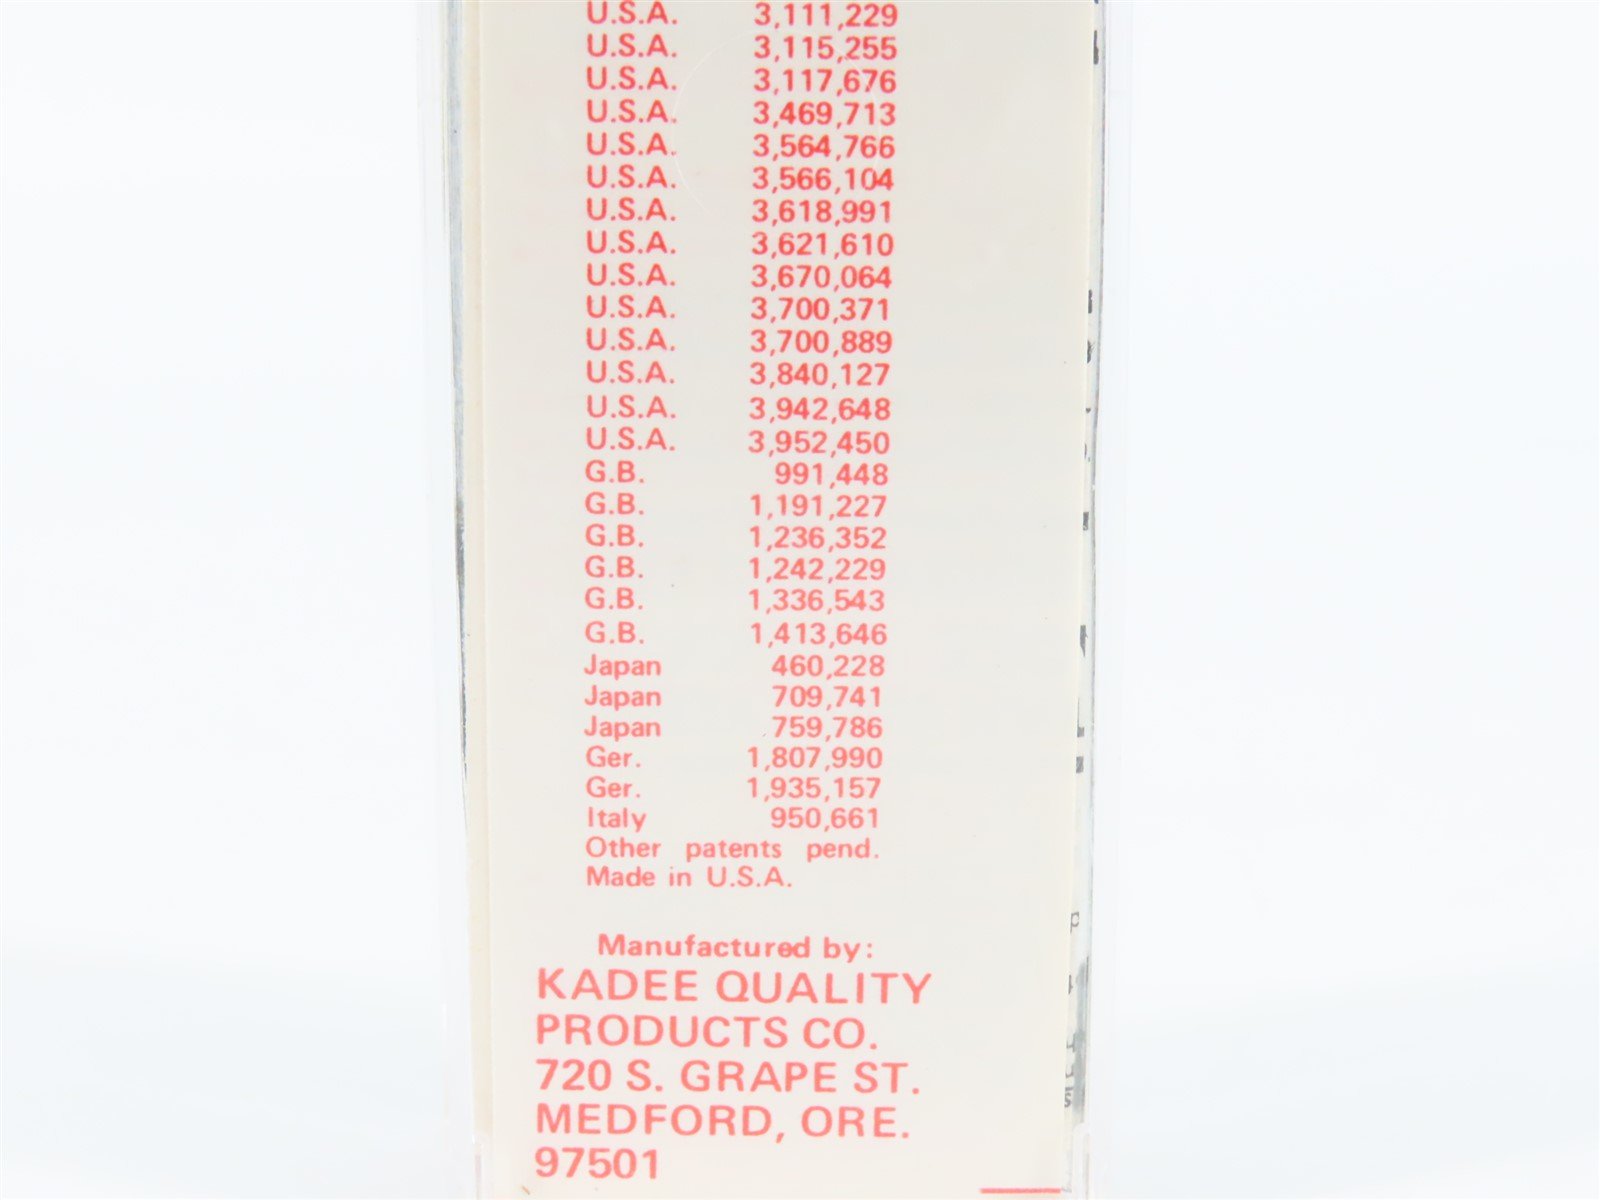 U.S.A. 3,111,229
U.S.A. 3,115,255
U.S.A. 3,117,676
U.S.A. 3,469,713
U.S.A. 3,564,766
U.S.A. 3,566,104
U.S.A. 3,618,991
U.S.A. 3,621,610
U.S.A. 3,670,064
U.S.A. 3,700,371
U.S.A. 3,700,889
U.S.A. 3,840,127
U.S.A. 3,942,648
U.S.A. 3,952,450
G.B. 991,448
G.B. 1,191,227
G.B. 1,236,352
G.B. 1,242,229
G.B. 1,336,543
G.B. 1,413,646
Japan 460,228
Japan 709,741
Japan 759,786
Ger. 1,807,990
Ger. 1,935,157
Italy 950,661
Other patents pend.
Made in U.S.A.
Manufactured by:
KADEE QUALITY
PRODUCTS CO.
720 S. GRAPE ST.
MEDFORD, ORE.
97501